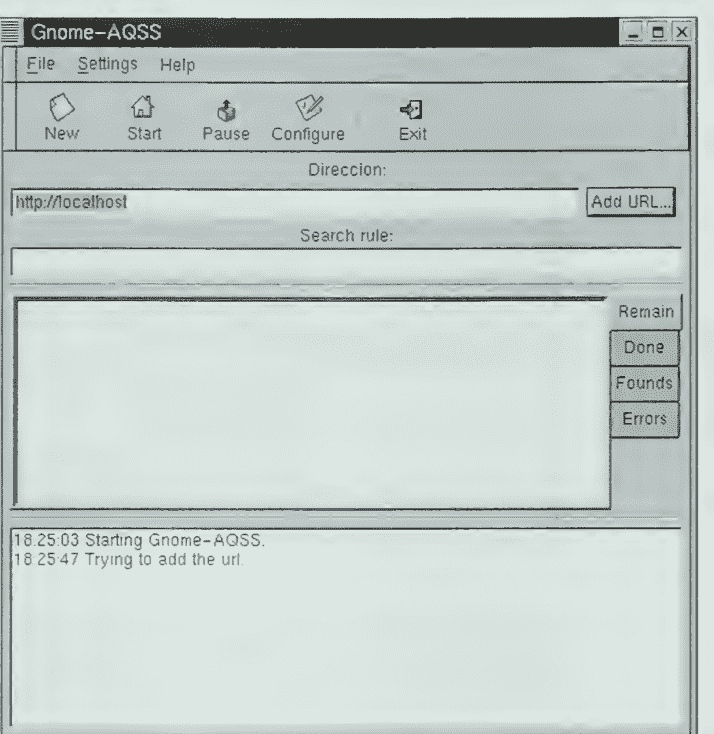 Gnome-AQSS
File Settings Help
New Start Pause Configure Exit
Direccion:
http://localhost Add URL...
Search rule:
Remain
Done
Founds
Errors
18:25:03 Starting Gnome-AQSS.
18:25:47 Trying to add the url.